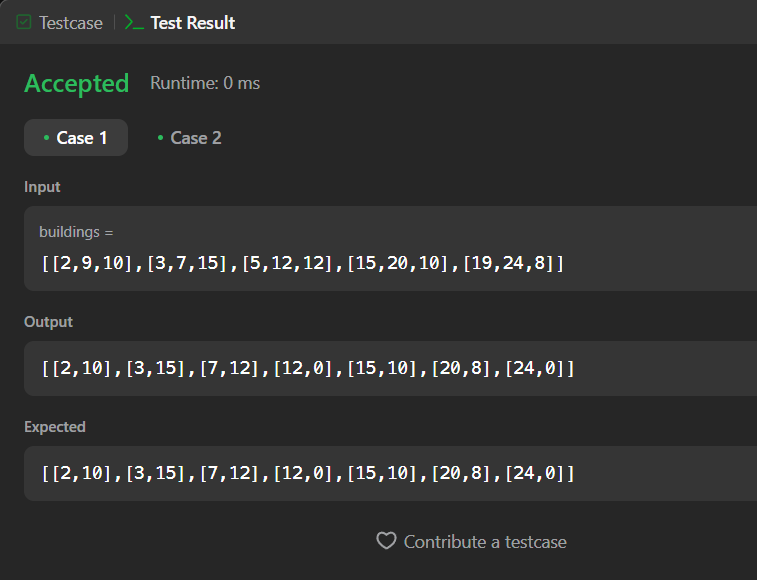 Testcase | >_ Test Result
Accepted Runtime: 0 ms
• Case 1 • Case 2
Input
buildings =
[[2,9,10],[3,7,15],[5,12,12],[15,20,10],[19,24,8]]
Output
[[2,10],[3,15],[7,12],[12,0],[15,10],[20,8],[24,0]]
Expected
[[2,10],[3,15],[7,12],[12,0],[15,10],[20,8],[24,0]]
Contribute a testcase